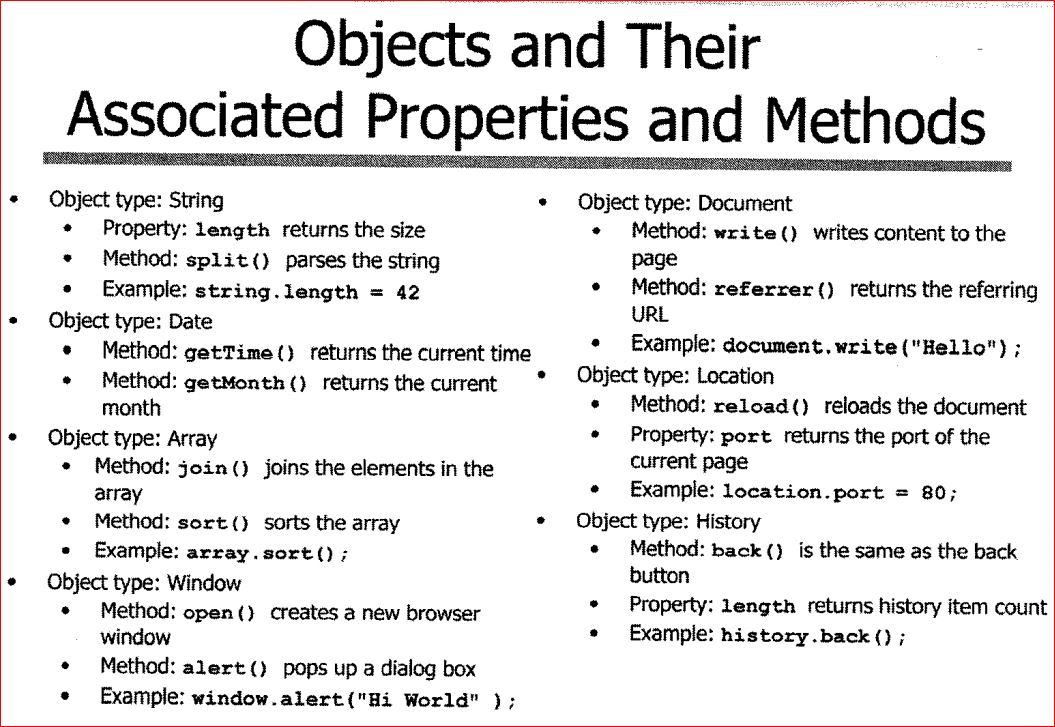 Objects and Their
Associated Properties and Methods
• Object type: String
• Property: length returns the size
• Method: split() parses the string
• Example: string.length = 42
• Object type: Date
• Method: getTime() returns the current time
• Method: getMonth() returns the current
month
• Object type: Array
• Method: join() joins the elements in the
array
• Method: sort() sorts the array
• Example: array.sort();
• Object type: Window
• Method: open() creates a new browser
window
• Method: alert() pops up a dialog box
• Example: window.alert("Hi World" );
• Object type: Document
• Method: write() writes content to the
page
• Method: referrer() returns the referring
URL
• Example: document.write("Hello");
• Object type: Location
• Method: reload() reloads the document
• Property: port returns the port of the
current page
• Example: location.port = 80;
• Object type: History
• Method: back() is the same as the back
button
• Property: length returns history item count
• Example: history.back();